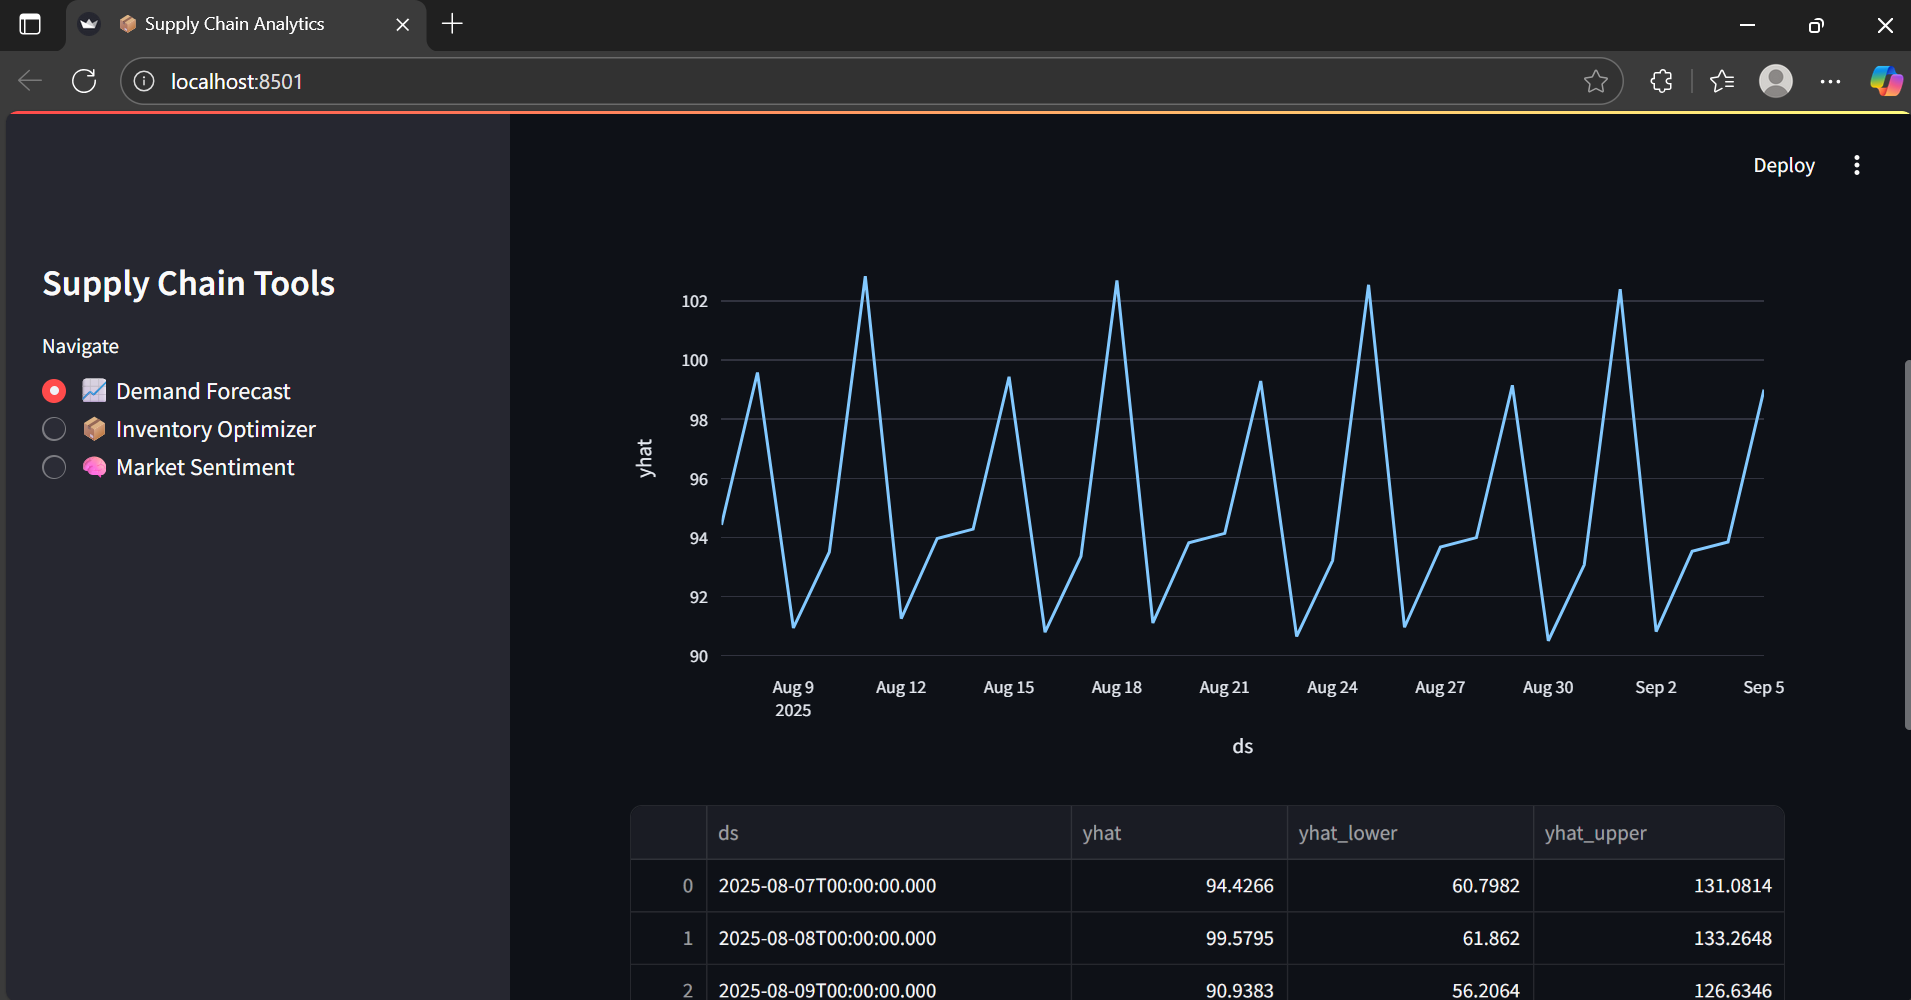 📦 Supply Chain Analytics
localhost:8501
Deploy
Supply Chain Tools
Navigate
📈 Demand Forecast
📦 Inventory Optimizer
🧠 Market Sentiment
102
100
98
96
94
92
90
yhat
Aug 9 Aug 12 Aug 15 Aug 18 Aug 21 Aug 24 Aug 27 Aug 30 Sep 2 Sep 5
2025
ds
ds yhat yhat_lower yhat_upper
0 2025-08-07T00:00:00.000 94.4266 60.7982 131.0814
1 2025-08-08T00:00:00.000 99.5795 61.862 133.2648
2 2025-08-09T00:00:00.000 90.9383 56.2064 126.6346